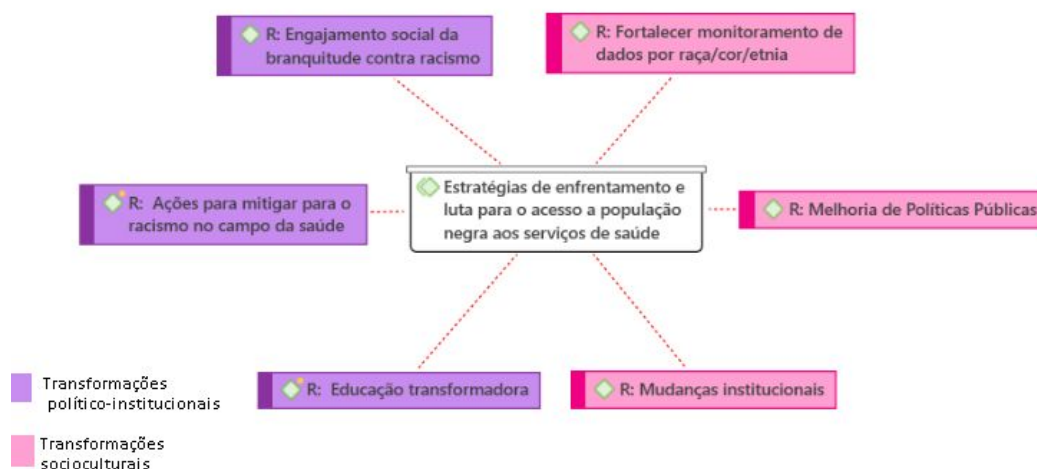 R: Engajamento social da
branquitude contra racismo
R: Fortalecer monitoramento de
dados por raça/cor/etnia
R: Ações para mitigar para o
racismo no campo da saúde
Estratégias de enfrentamento e
luta para o acesso a população
negra aos serviços de saúde
R: Melhoria de Políticas Públicas
R: Educação transformadora
R: Mudanças institucionais
Transformações
político-institucionais
Transformações
socioculturais